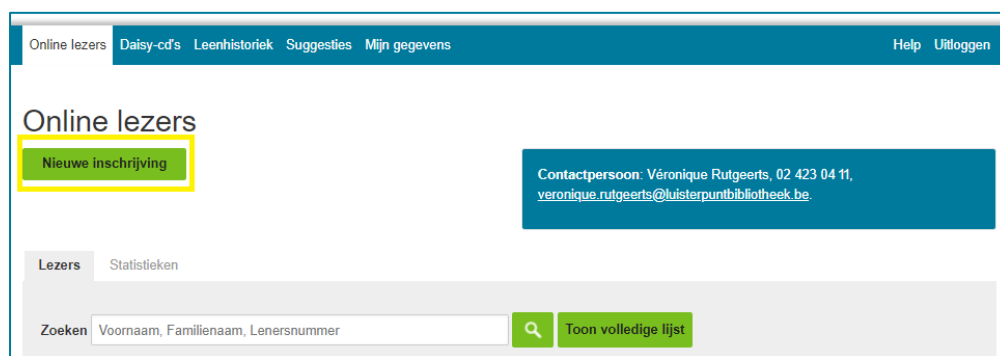 Online lezers Daisy-cd's Leenhistoriek Suggesties Mijn gegevens Help Uitloggen
Online lezers
Nieuwe inschrijving
Contactpersoon: Véronique Rutgeerts, 02 423 04 11,
veronique.rutgeerts@luisterpuntbibliotheek.be.
Lezers Statistieken
Zoeken Voornaam, Familienaam, Lenersnummer Toon volledige lijst